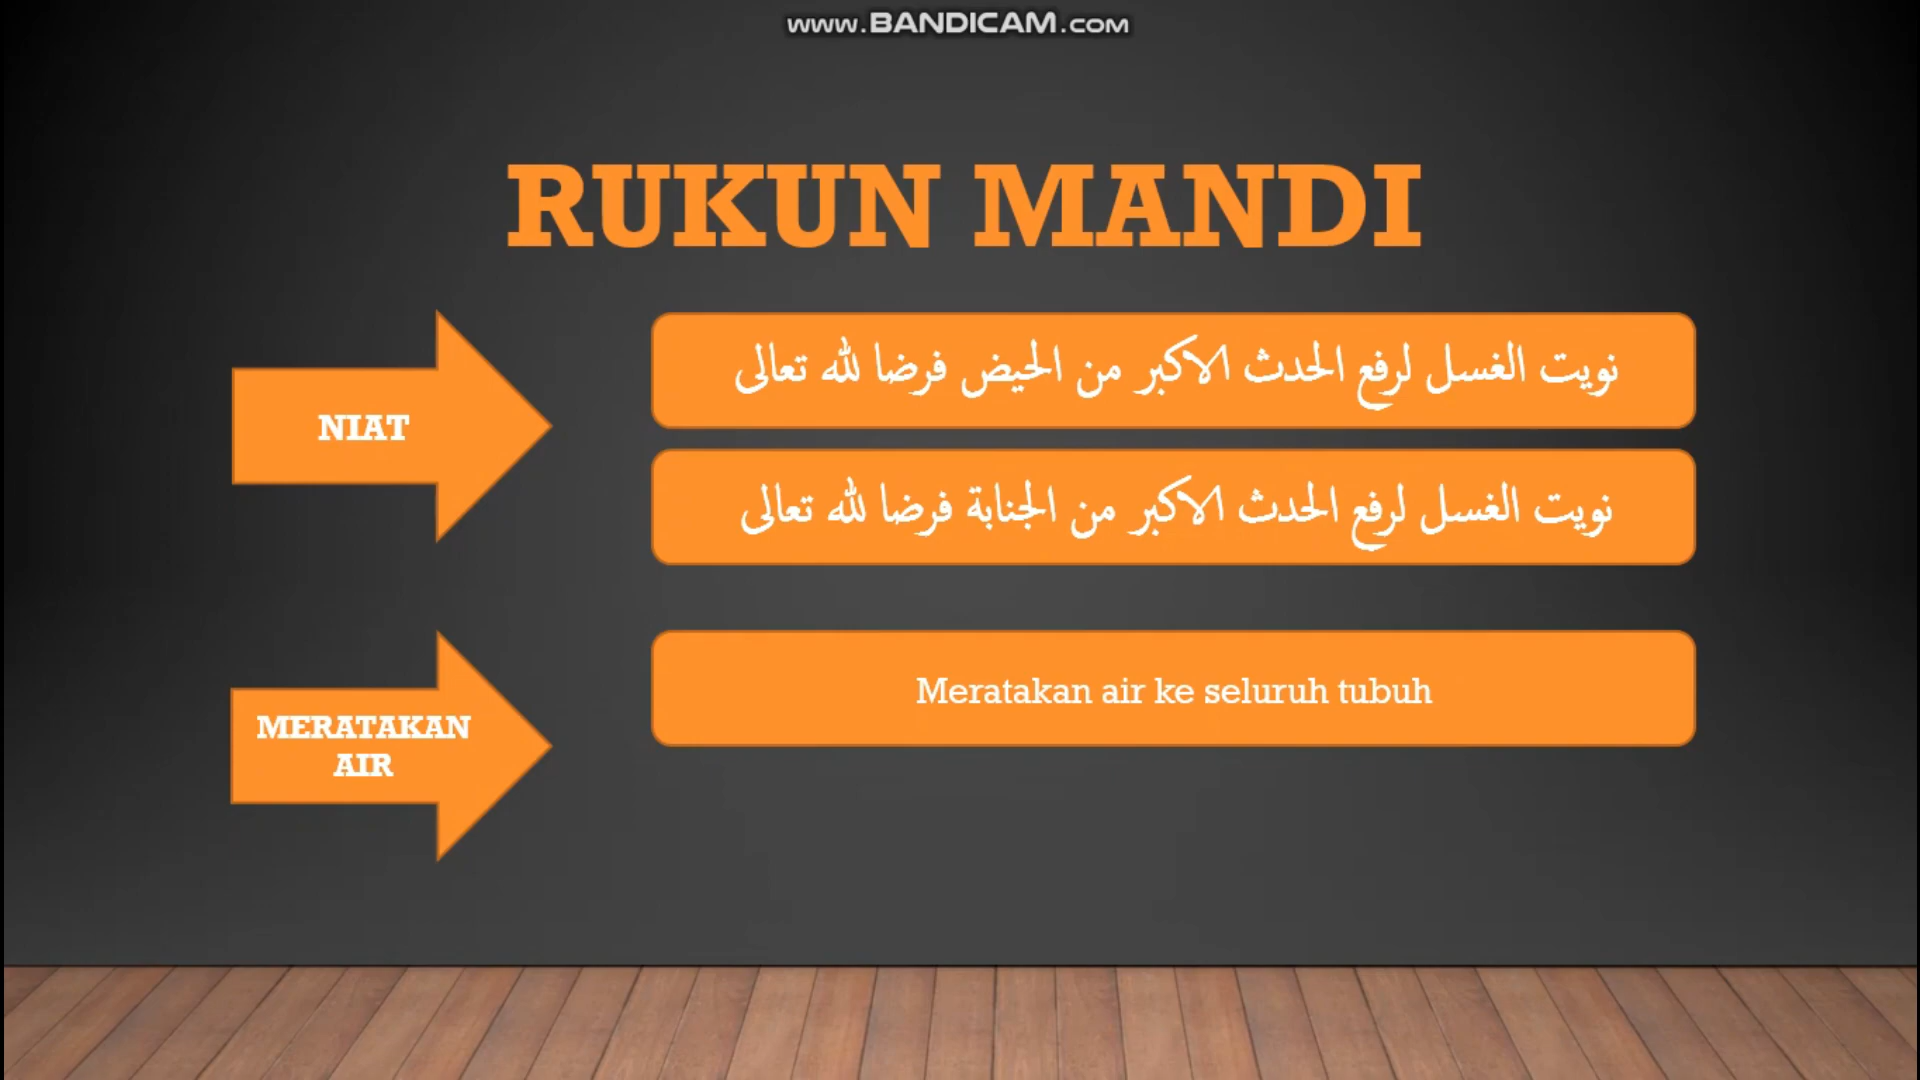 www.BANDICAM.com
RUKUN MANDI
NIAT
نويت الغسل لرفع الحدث الاكبر من الحيض فرضا لله تعالى
نويت الغسل لرفع الحدث الاكبر من الجنابة فرضا لله تعالى
MERATAKAN
AIR
Meratakan air ke seluruh tubuh